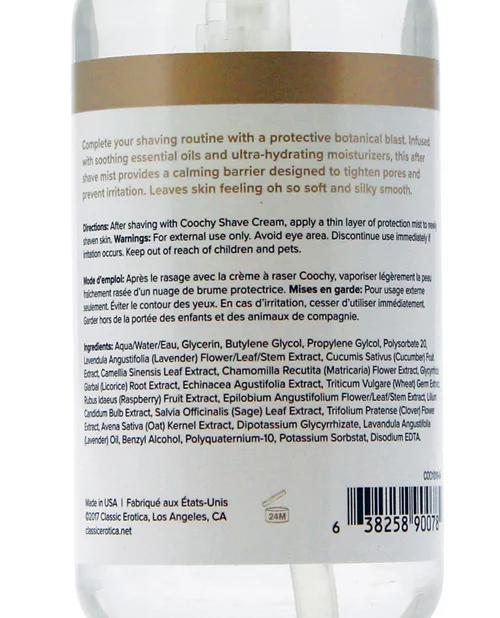 Complete your shaving routine with a protective botanical blast. Infused
with soothing essential oils and ultra-hydrating moisturizers, this after
shave mist provides a calming barrier designed to tighten pores and
prevent irritation. Leaves skin feeling oh so soft and silky smooth.
Directions: After shaving with Coochy Shave Cream, apply a thin layer of protection mist to newly
shaven skin. Warnings: For external use only. Avoid eye area. Discontinue use immediately if
irritation occurs. Keep out of reach of children and pets.
Mode d'emploi: Après le rasage avec la crème à raser Coochy, vaporiser légèrement la peau
fraîchement rasée d'un nuage de brume protectrice. Mises en garde: Pour usage externe
seulement. Éviter le contour des yeux. En cas d'irritation, cesser d'utiliser immédiatement.
Garder hors de la portée des enfants et des animaux de compagnie.
Ingredients: Aqua/Water/Eau, Glycerin, Butylene Glycol, Propylene Gylcol, Polysorbate 20,
Lavendula Angustifolia (Lavender) Flower/Leaf/Stem Extract, Cucumis Sativus (Cucumber) Fruit
Extract, Camellia Sinensis Leaf Extract, Chamomilla Recutita (Matricaria) Flower Extract, Glycyrrhiza
Glarbal (Licorice) Root Extract, Echinacea Agustifolia Extract, Triticum Vulgare (Wheat) Germ Extract,
Rubus Idaeus (Raspberry) Fruit Extract, Epilobium Angustifolium Flower/Leaf/Stem Extract, Lilium
Candidum Bulb Extract, Salvia Officinalis (Sage) Leaf Extract, Trifolium Pratense (Clover) Flower
Extract, Avena Sativa (Oat) Kernel Extract, Dipotassium Glycyrrhizate, Lavandula Angustifolia
(Lavender) Oil, Benzyl Alcohol, Polyquaternium-10, Potassium Sorbstat, Disodium EDTA.
Made in USA | Fabriqué aux États-Unis
©2017 Classic Erotica, Los Angeles, CA
classicerotica.net
24M
6 38258 90078